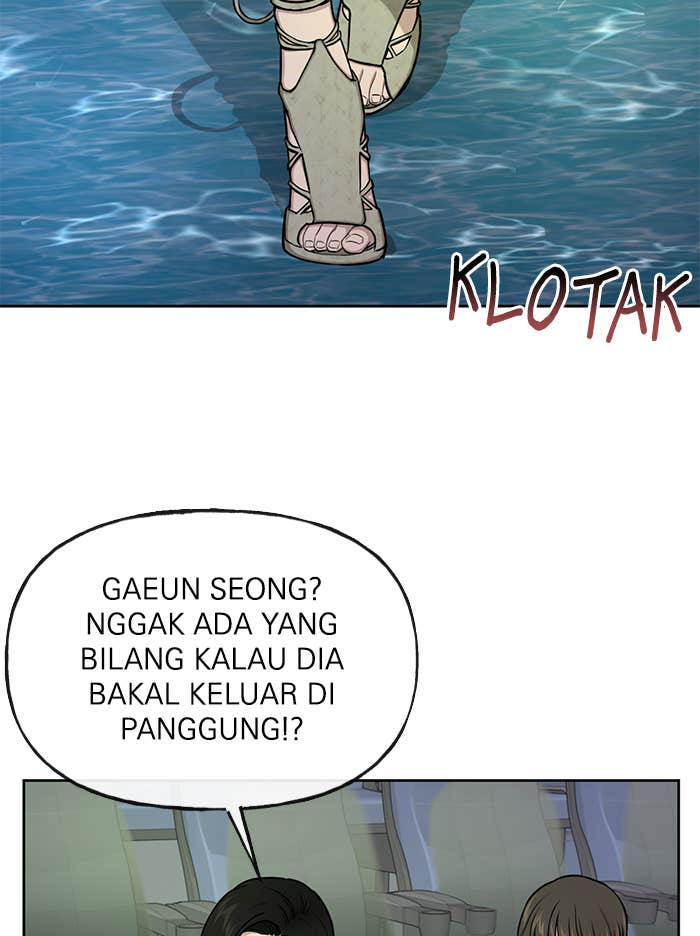 KLOTAK
GAEUN SEONG?
NGGAK ADA YANG
BILANG KALAU DIA
BAKAL KELUAR DI
PANGGUNG!?